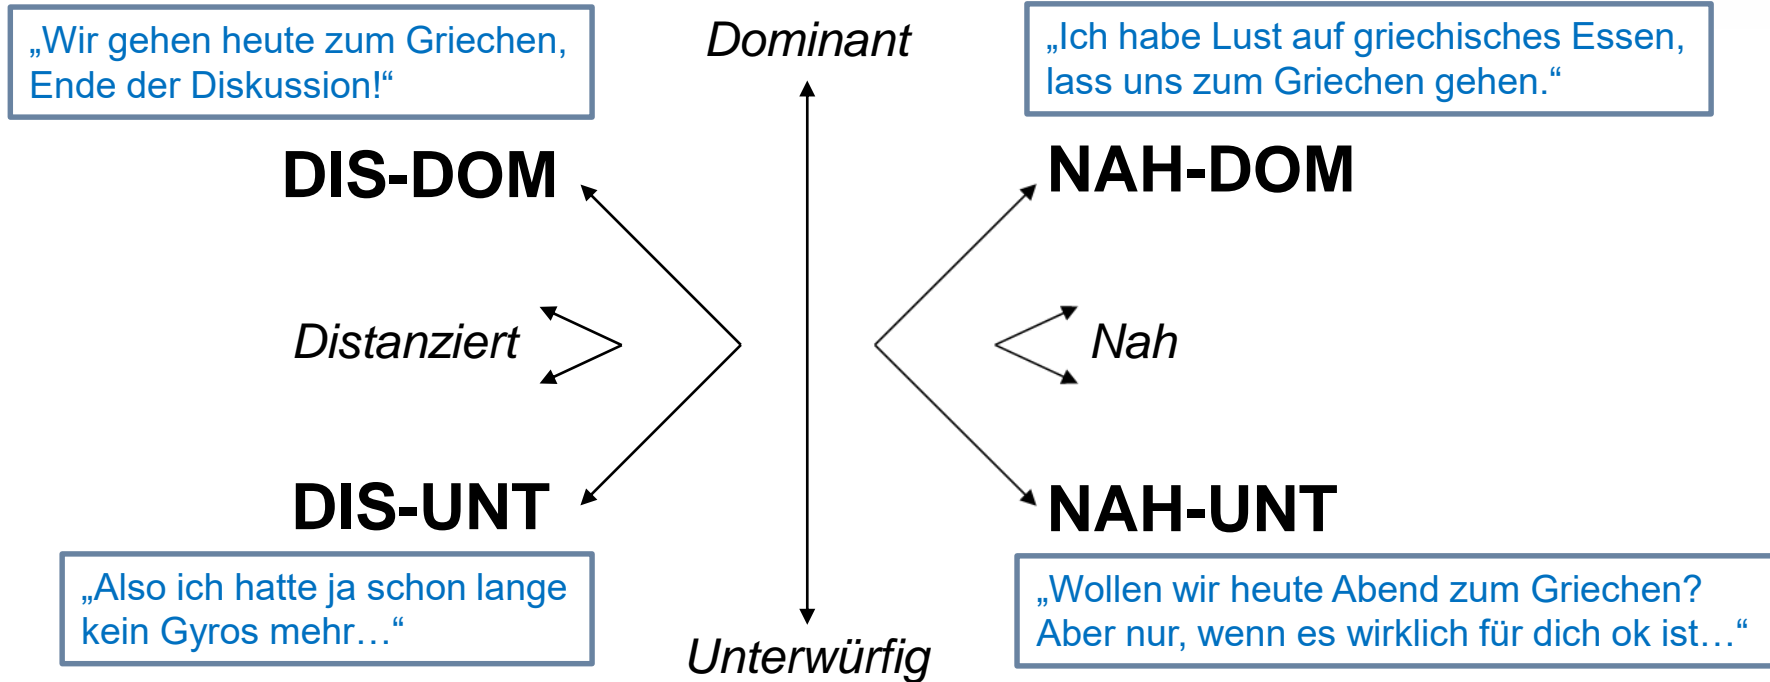 „Wir gehen heute zum Griechen,
Ende der Diskussion!“
Dominant
„Ich habe Lust auf griechisches Essen,
lass uns zum Griechen gehen.“
DIS-DOM
NAH-DOM
Distanziert
Nah
DIS-UNT
NAH-UNT
„Also ich hatte ja schon lange
kein Gyros mehr…“
„Wollen wir heute Abend zum Griechen?
Aber nur, wenn es wirklich für dich ok ist…“
Unterwürfig